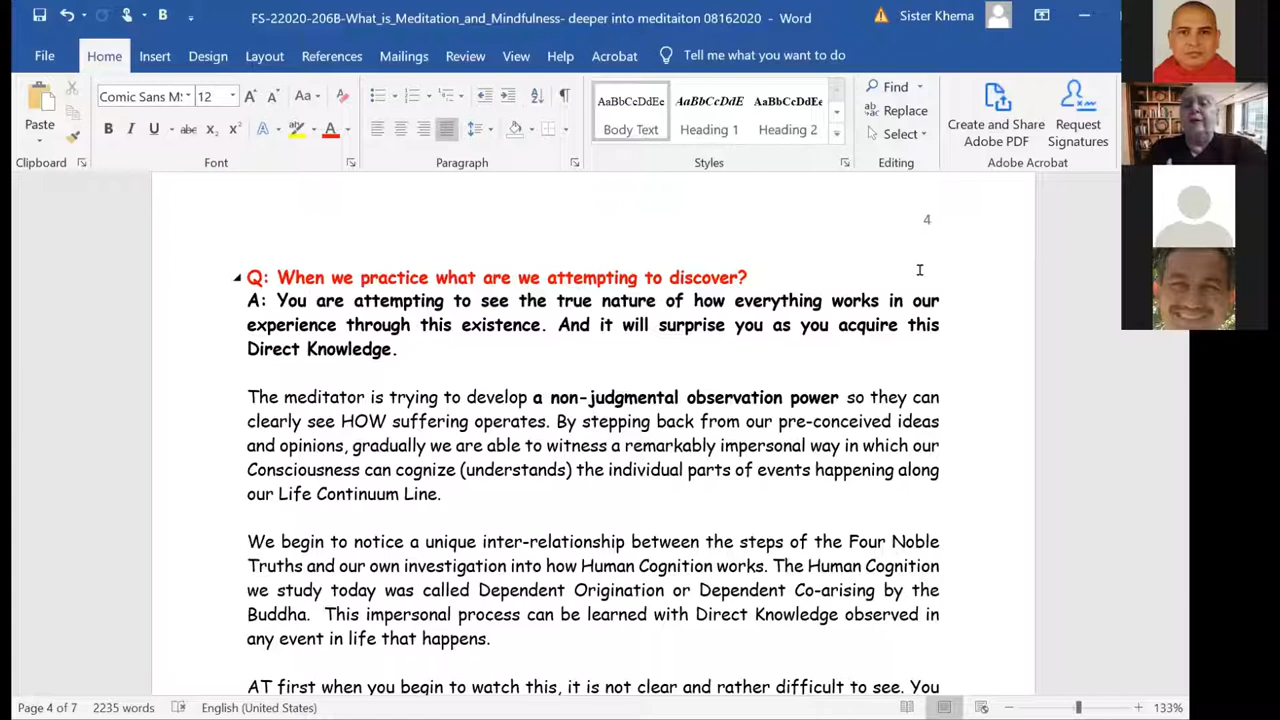 FS-22020-206B-What_is_Meditation_and_Mindfulness- deeper into meditaiton 08162020 - Word
Sister Khema
File Home Insert Design Layout References Mailings Review View Help Acrobat Tell me what you want to do
Paste
Clipboard
Comic Sans M: 12
Aa
B I U abc X₂ X² A A
Font
Paragraph
AaBbCcDdEe AaBbCcDdE AaBbCcDdEe
Body Text Heading 1 Heading 2
Styles
Find
Replace
Select
Editing
Create and Share Adobe PDF
Request Signatures
Adobe Acrobat
4
Q: When we practice what are we attempting to discover?
A: You are attempting to see the true nature of how everything works in our
experience through this existence. And it will surprise you as you acquire this
Direct Knowledge.
The meditator is trying to develop a non-judgmental observation power so they can
clearly see HOW suffering operates. By stepping back from our pre-conceived ideas
and opinions, gradually we are able to witness a remarkably impersonal way in which our
Consciousness can cognize (understands) the individual parts of events happening along
our Life Continuum Line.
We begin to notice a unique inter-relationship between the steps of the Four Noble
Truths and our own investigation into how Human Cognition works. The Human Cognition
we study today was called Dependent Origination or Dependent Co-arising by the
Buddha. This impersonal process can be learned with Direct Knowledge observed in
any event in life that happens.
AT first when you begin to watch this, it is not clear and rather difficult to see. You
Page 4 of 7 2235 words English (United States) 133%